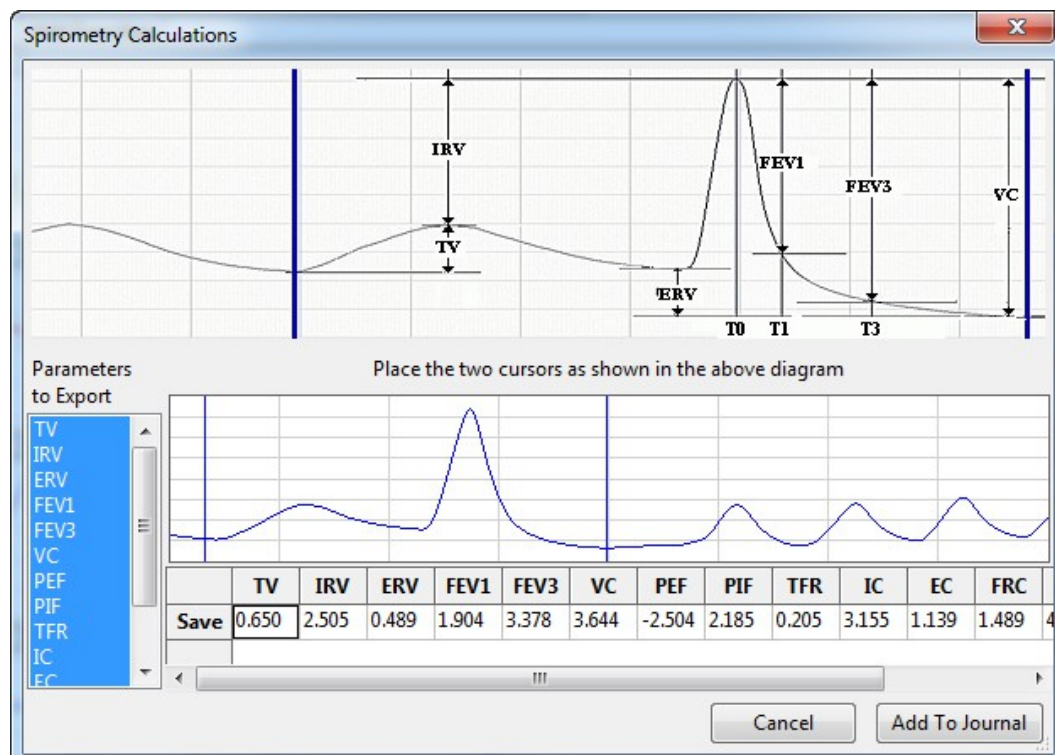 Spirometry Calculations
IRV
TV
ERV
FEV1
FEV3
VC
T0 T1 T3
Parameters
to Export
Place the two cursors as shown in the above diagram
TV
IRV
ERV
FEV1
FEV3
VC
PEF
PIF
TFR
IC
EC
TV IRV ERV FEV1 FEV3 VC PEF PIF TFR IC EC FRC
Save 0.650 2.505 0.489 1.904 3.378 3.644 -2.504 2.185 0.205 3.155 1.139 1.489 4
Cancel Add To Journal